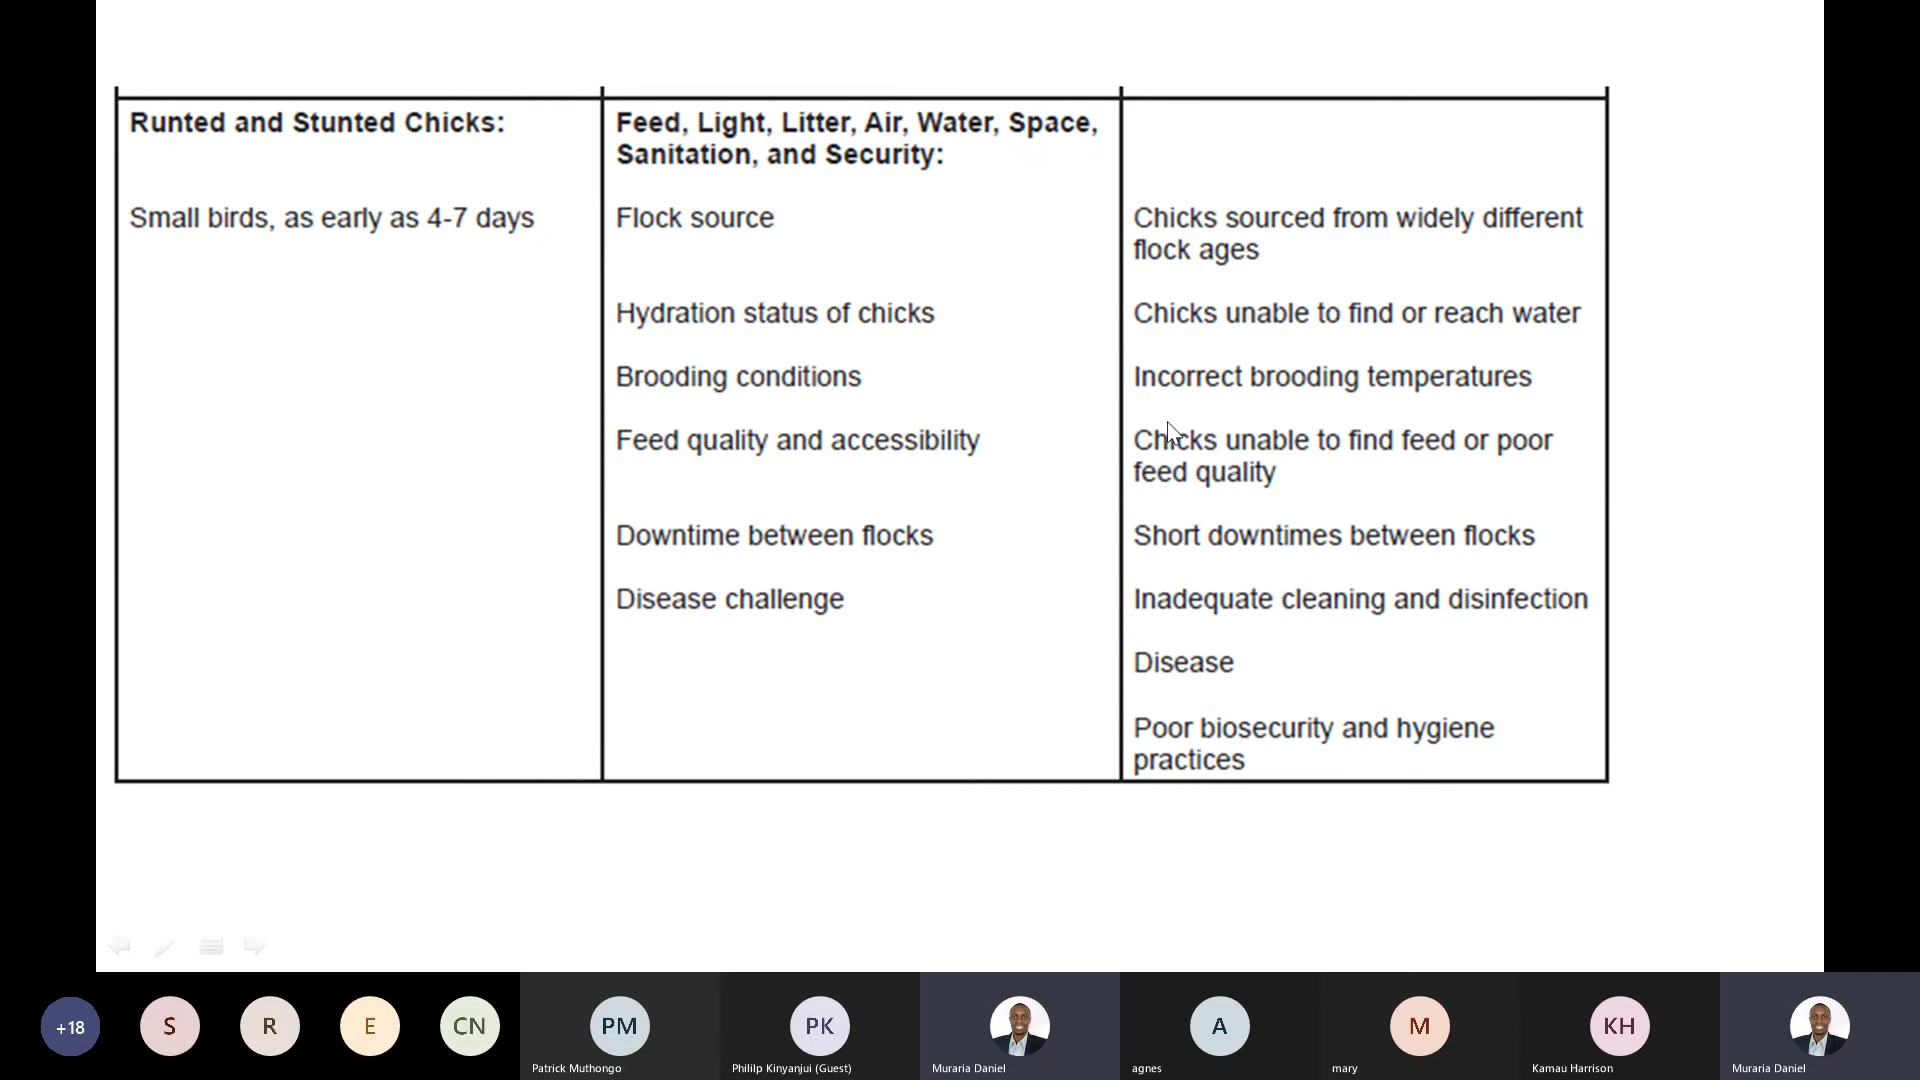 Runted and Stunted Chicks:
Small birds, as early as 4-7 days
Feed, Light, Litter, Air, Water, Space,
Sanitation, and Security:
Flock source
Hydration status of chicks
Brooding conditions
Feed quality and accessibility
Downtime between flocks
Disease challenge
Chicks sourced from widely different
flock ages
Chicks unable to find or reach water
Incorrect brooding temperatures
Chicks unable to find feed or poor
feed quality
Short downtimes between flocks
Inadequate cleaning and disinfection
Disease
Poor biosecurity and hygiene
practices
+18
S
R
E
CN
PM
Patrick Muthongo
PK
Phililp Kinyanjui (Guest)
Muraria Daniel
A
agnes
M
mary
KH
Kamau Harrison
Muraria Daniel